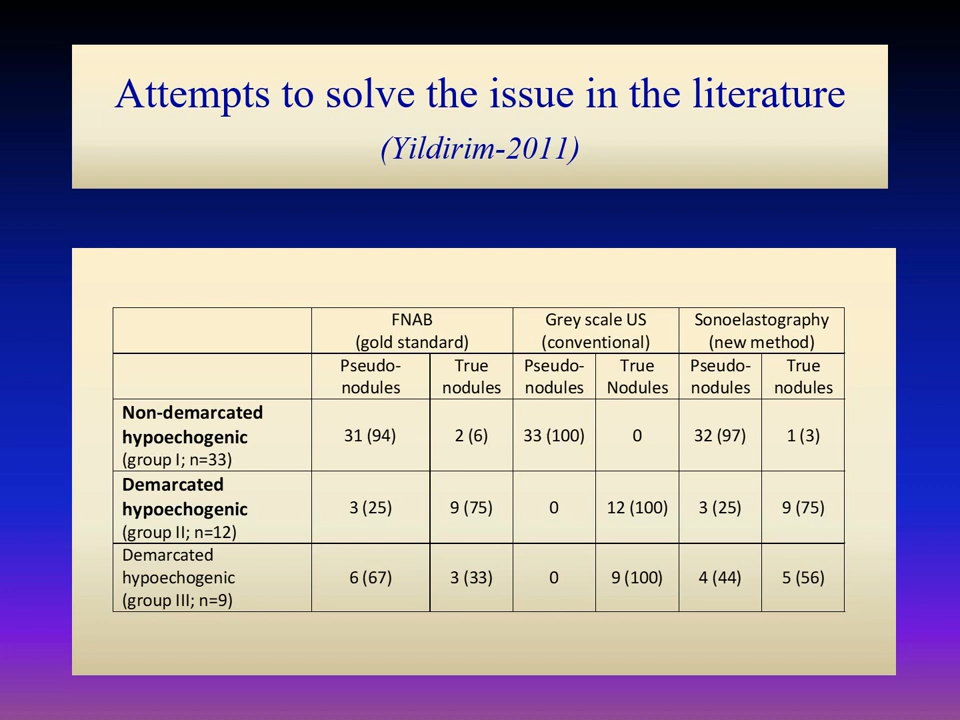 Attempts to solve the issue in the literature
(Yildirim-2011)
FNAB
(gold standard)
Grey scale US
(conventional)
Sonoelastography
(new method)
Pseudo-
nodules
True
nodules
Pseudo-
nodules
True
Nodules
Pseudo-
nodules
True
nodules
Non-demarcated
hypoechogenic
(group I; n=33)
31 (94)
2 (6)
33 (100)
0
32 (97)
1 (3)
Demarcated
hypoechogenic
(group II; n=12)
3 (25)
9 (75)
0
12 (100)
3 (25)
9 (75)
Demarcated
hypoechogenic
(group III; n=9)
6 (67)
3 (33)
0
9 (100)
4 (44)
5 (56)